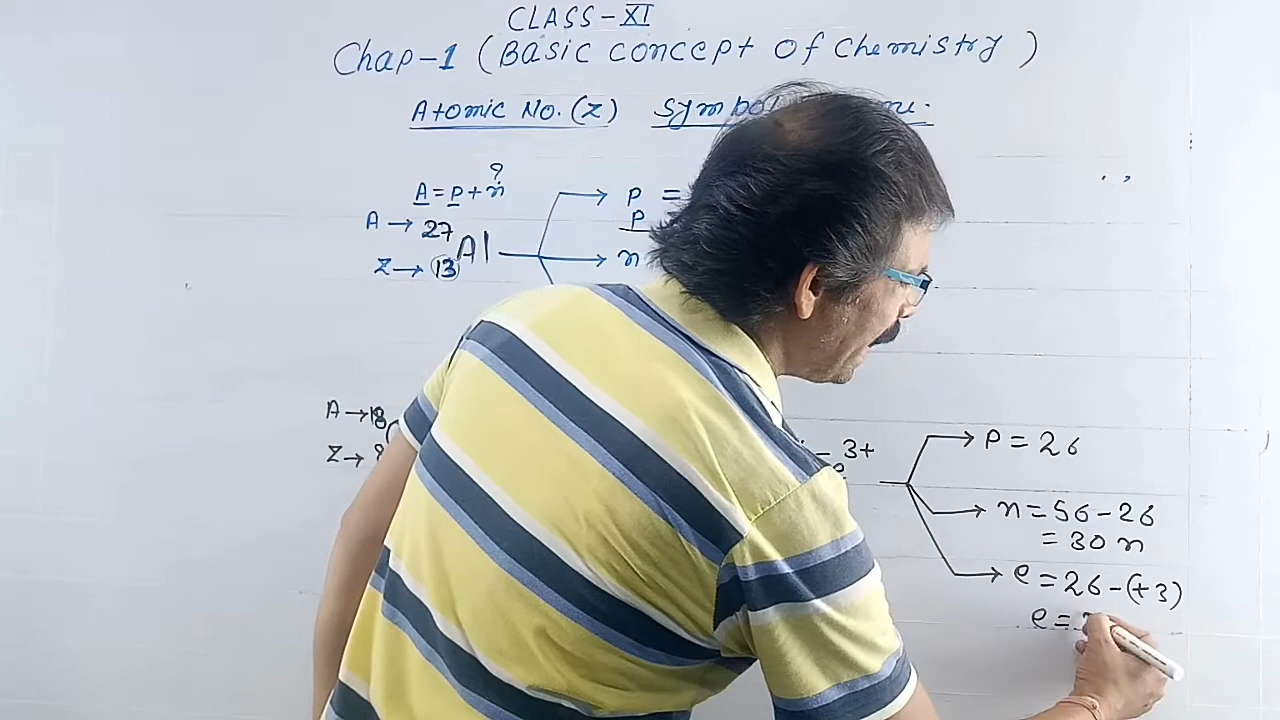 CLASS-XI
Chap-1 (Basic concept of chemistry )
Atomic No.(Z) symbol
?
A=P+n
A → 27
Z → 13
Al
P =
P
n
A → 18
Z → 8
3+
P = 26
n = 56 - 26
= 30 n
e = 26 - (+3)
e =